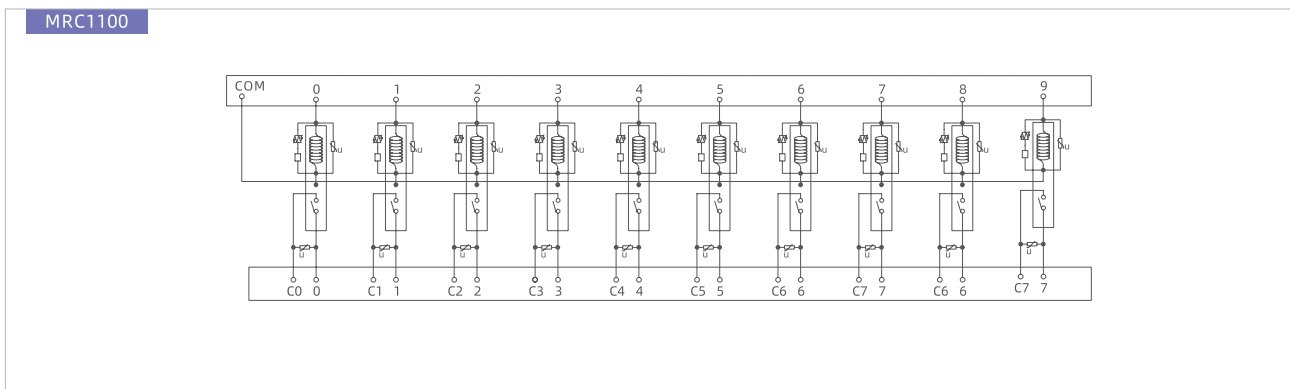 MRC1100
COM 0 1 2 3 4 5 6 7 8 9
u u u u u u u u u u
u u u u u u u u u u
C0 0 C1 1 C2 2 C3 3 C4 4 C5 5 C6 6 C7 7 C6 6 C7 7